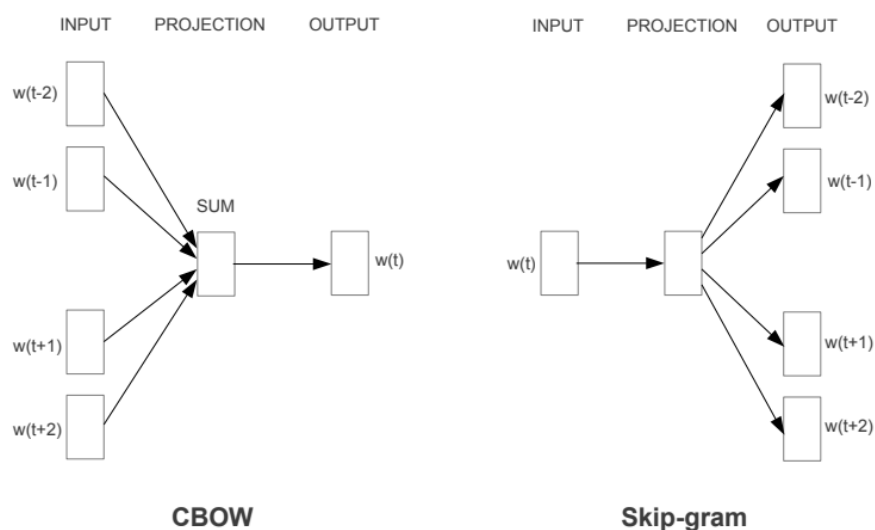 INPUT PROJECTION OUTPUT
w(t-2)
w(t-1)
SUM
w(t)
w(t+1)
w(t+2)
CBOW
INPUT PROJECTION OUTPUT
w(t-2)
w(t-1)
w(t)
w(t+1)
w(t+2)
Skip-gram